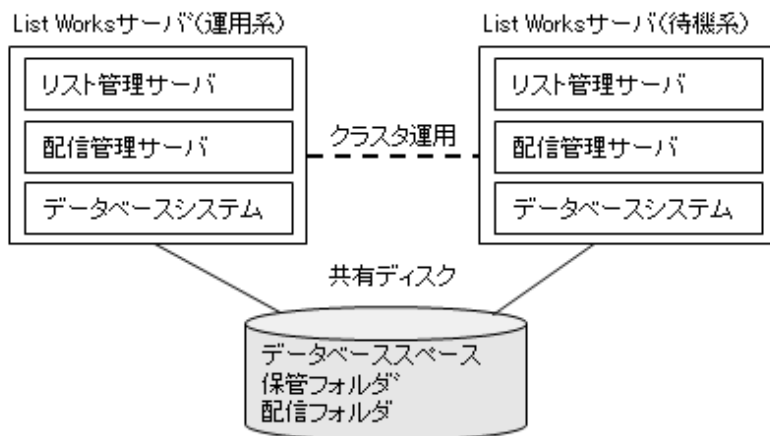 List Worksサーバ(運用系)
List Worksサーバ(待機系)
リスト管理サーバ
リスト管理サーバ
クラスタ運用
配信管理サーバ
配信管理サーバ
データベースシステム
データベースシステム
共有ディスク
データベーススペース
保管フォルダ
配信フォルダ